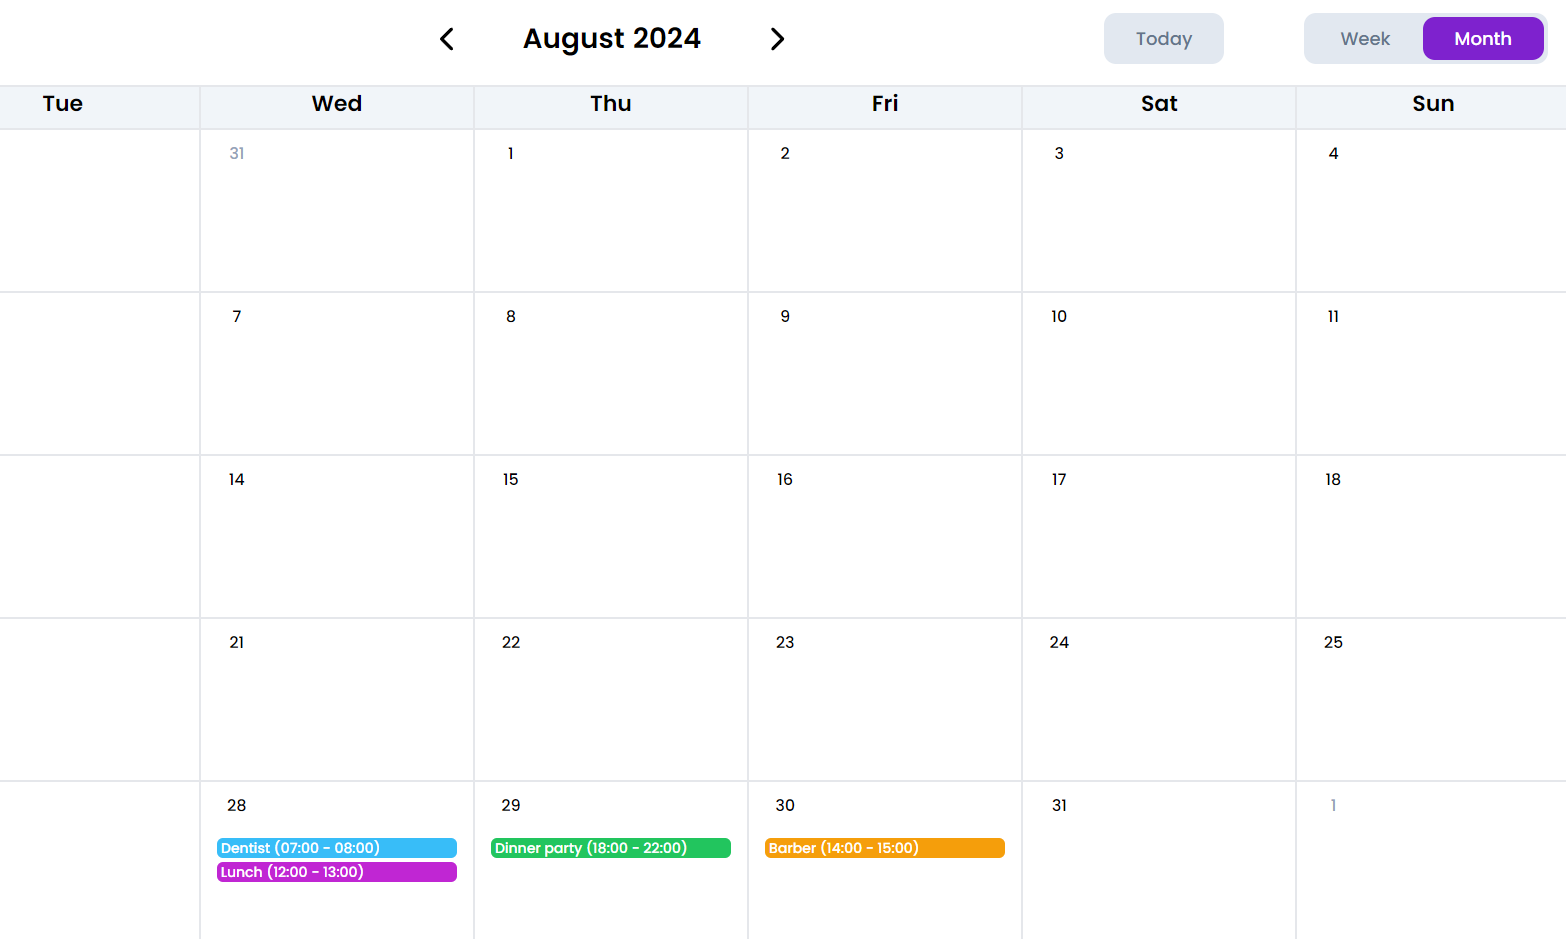 August 2024
Today
Week
Month
Tue Wed Thu Fri Sat Sun
31 1 2 3 4
7 8 9 10 11
14 15 16 17 18
21 22 23 24 25
28 29 30 31 1
Dentist (07:00 - 08:00) Dinner party (18:00 - 22:00) Barber (14:00 - 15:00)
Lunch (12:00 - 13:00)